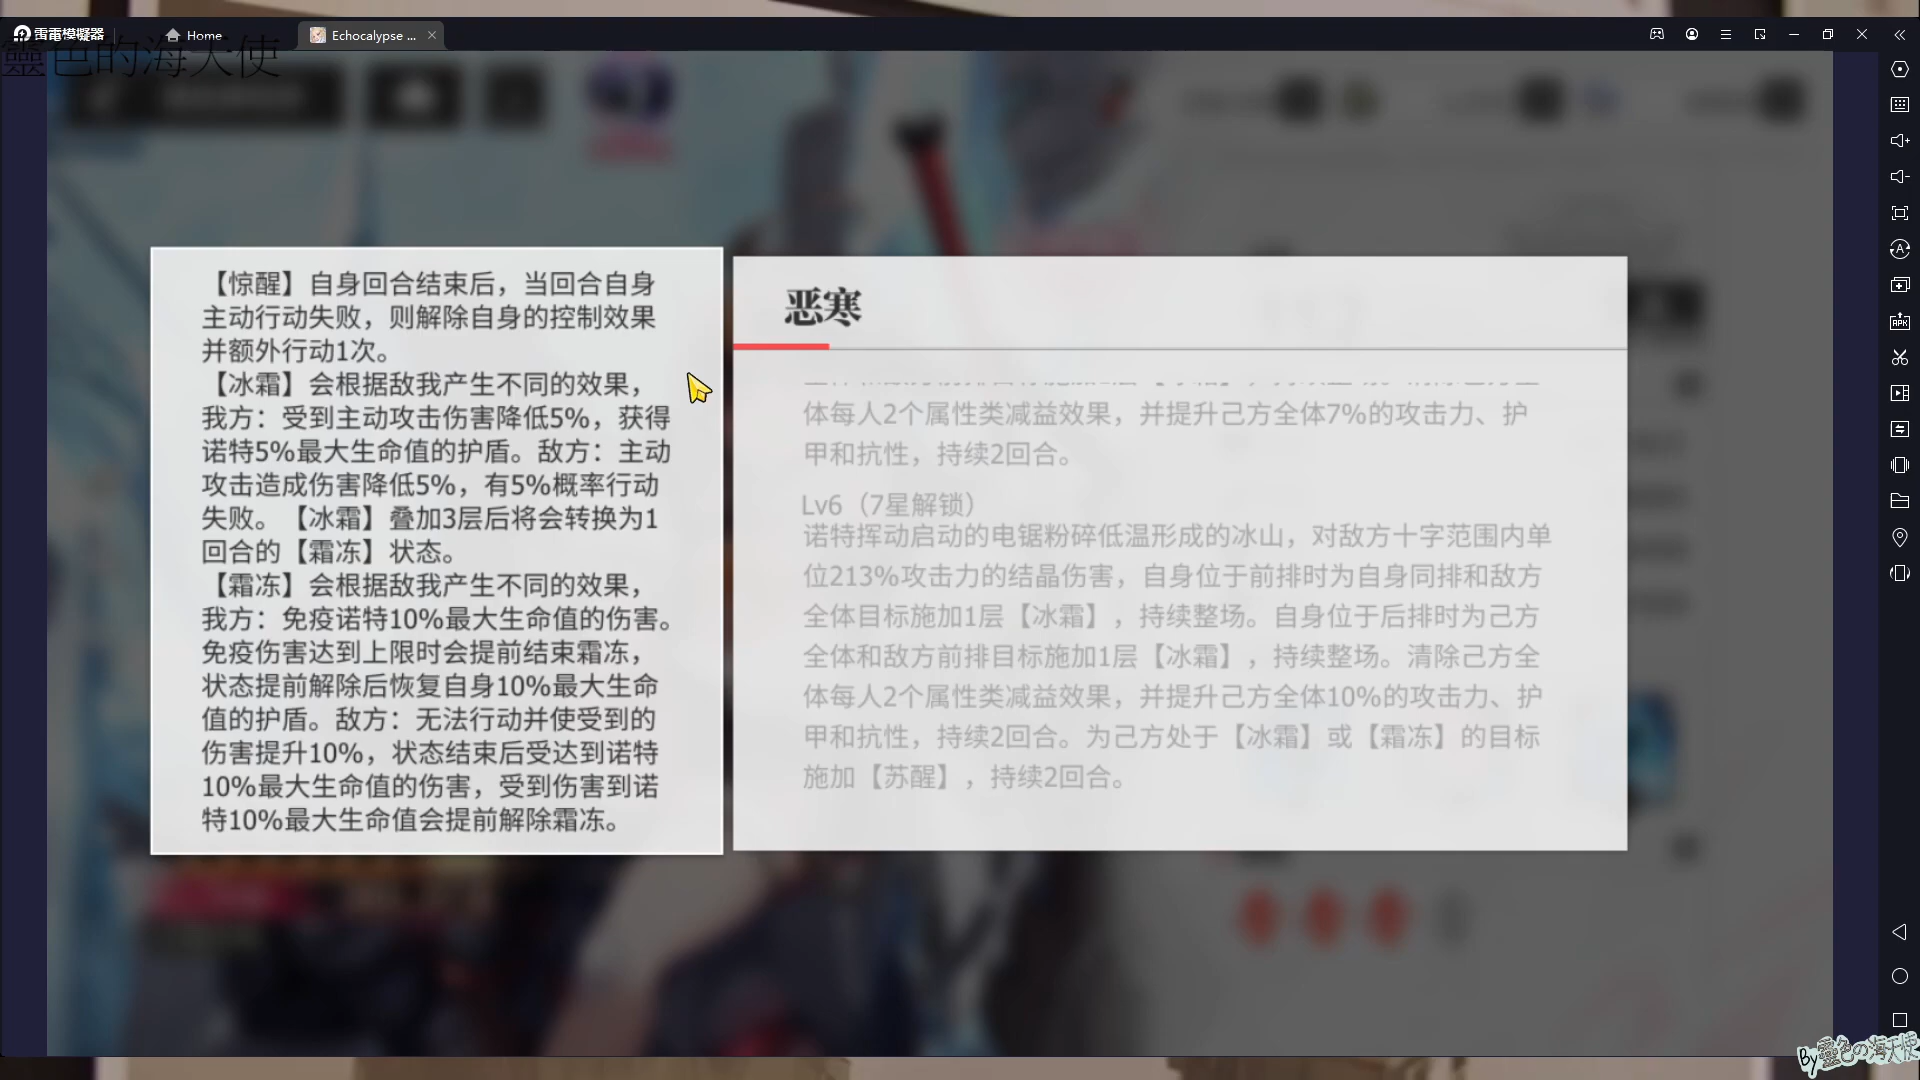 雷電模擬器
Home
Echocalypse ...
靈色的海天使
【惊醒】自身回合结束后，当回合自身
主动行动失败，则解除自身的控制效果
并额外行动1次。
【冰霜】会根据敌我产生不同的效果，
我方：受到主动攻击伤害降低5%，获得
诺特5%最大生命值的护盾。敌方：主动
攻击造成伤害降低5%，有5%概率行动
失败。【冰霜】叠加3层后将会转换为1
回合的【霜冻】状态。
【霜冻】会根据敌我产生不同的效果，
我方：免疫诺特10%最大生命值的伤害。
免疫伤害达到上限时会提前结束霜冻，
状态提前解除后恢复自身10%最大生命
值的护盾。敌方：无法行动并使受到的
伤害提升10%，状态结束后受达到诺特
10%最大生命值的伤害，受到伤害到诺
特10%最大生命值会提前解除霜冻。
恶寒
体每人2个属性类减益效果，并提升己方全体7%的攻击力、护
甲和抗性，持续2回合。
Lv6（7星解锁）
诺特挥动启动的电锯粉碎低温形成的冰山，对敌方十字范围内单
位213%攻击力的结晶伤害，自身位于前排时为自身同排和敌方
全体目标施加1层【冰霜】，持续整场。自身位于后排时为己方
全体和敌方前排目标施加1层【冰霜】，持续整场。清除己方全
体每人2个属性类减益效果，并提升己方全体10%的攻击力、护
甲和抗性，持续2回合。为己方处于【冰霜】或【霜冻】的目标
施加【苏醒】，持续2回合。
By靈色の海天使